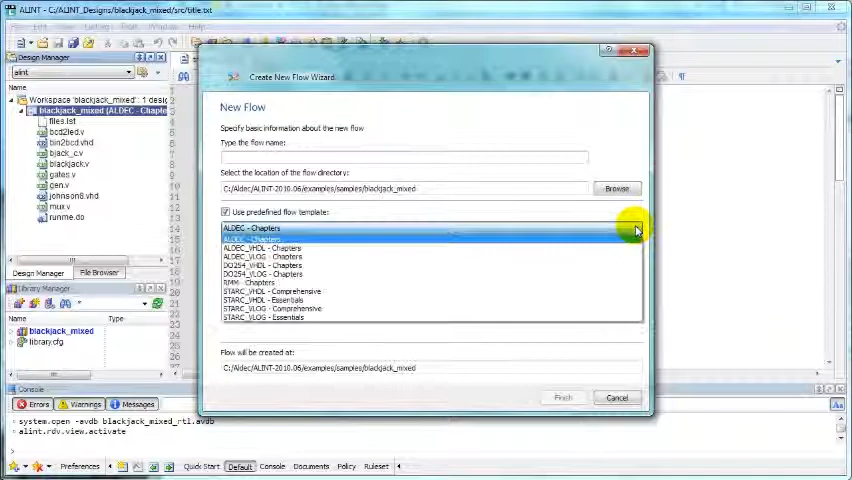 ALINT - C:/ALINT_Designs/blackjack_mixed/src/title.txt
Design Manager
alint
Name
Workspace 'blackjack_mixed': 1 desig
blackjack_mixed (ALDEC - Chapte
files.lst
bcd2led.v
bin2bcd.vhd
bjack_c.v
blackjack.v
gates.v
gen.v
johnson8.vhd
mux.v
runme.do
Design Manager
File Browser
Library Manager
Name
Type
blackjack_mixed
library.cfg
Create New Flow Wizard
New Flow
Specify basic information about the new flow
Type the flow name:
Select the location of the flow directory:
C:/Aldec/ALINT-2010.06/examples/samples/blackjack_mixed
Browse
Use predefined flow template:
ALDEC - Chapters
ALDEC - Chapters
ALDEC_VHDL - Chapters
ALDEC_VLOG - Chapters
DO254_VHDL - Chapters
DO254_VLOG - Chapters
RMM - Chapters
STARC_VHDL - Comprehensive
STARC_VHDL - Essentials
STARC_VLOG - Comprehensive
STARC_VLOG - Essentials
Flow will be created at:
C:/Aldec/ALINT-2010.06/examples/samples/blackjack_mixed
Finish
Cancel
Console
Errors
Warnings
Messages
system.open -avdb blackjack_mixed_rtl.avdb
alint.rdv.view.activate
>
Preferences
Quick Start
Default
Console
Documents
Policy
Ruleset